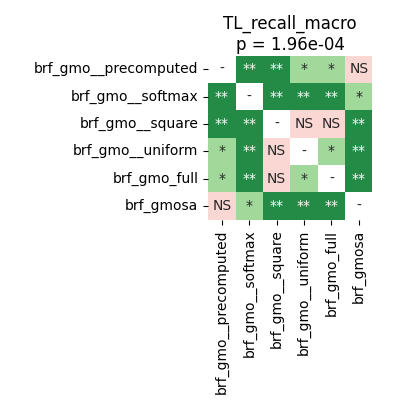 TL_recall_macro
p = 1.96e-04
brf_gmo__precomputed - ** ** * * NS
brf_gmo__softmax ** - ** ** ** *
brf_gmo__square ** ** - NS NS **
brf_gmo__uniform * ** NS - * **
brf_gmo_full * ** NS * - **
brf_gmosa NS * ** ** ** -
brf_gmo__precomputed
brf_gmo__softmax
brf_gmo__square
brf_gmo__uniform
brf_gmo_full
brf_gmosa